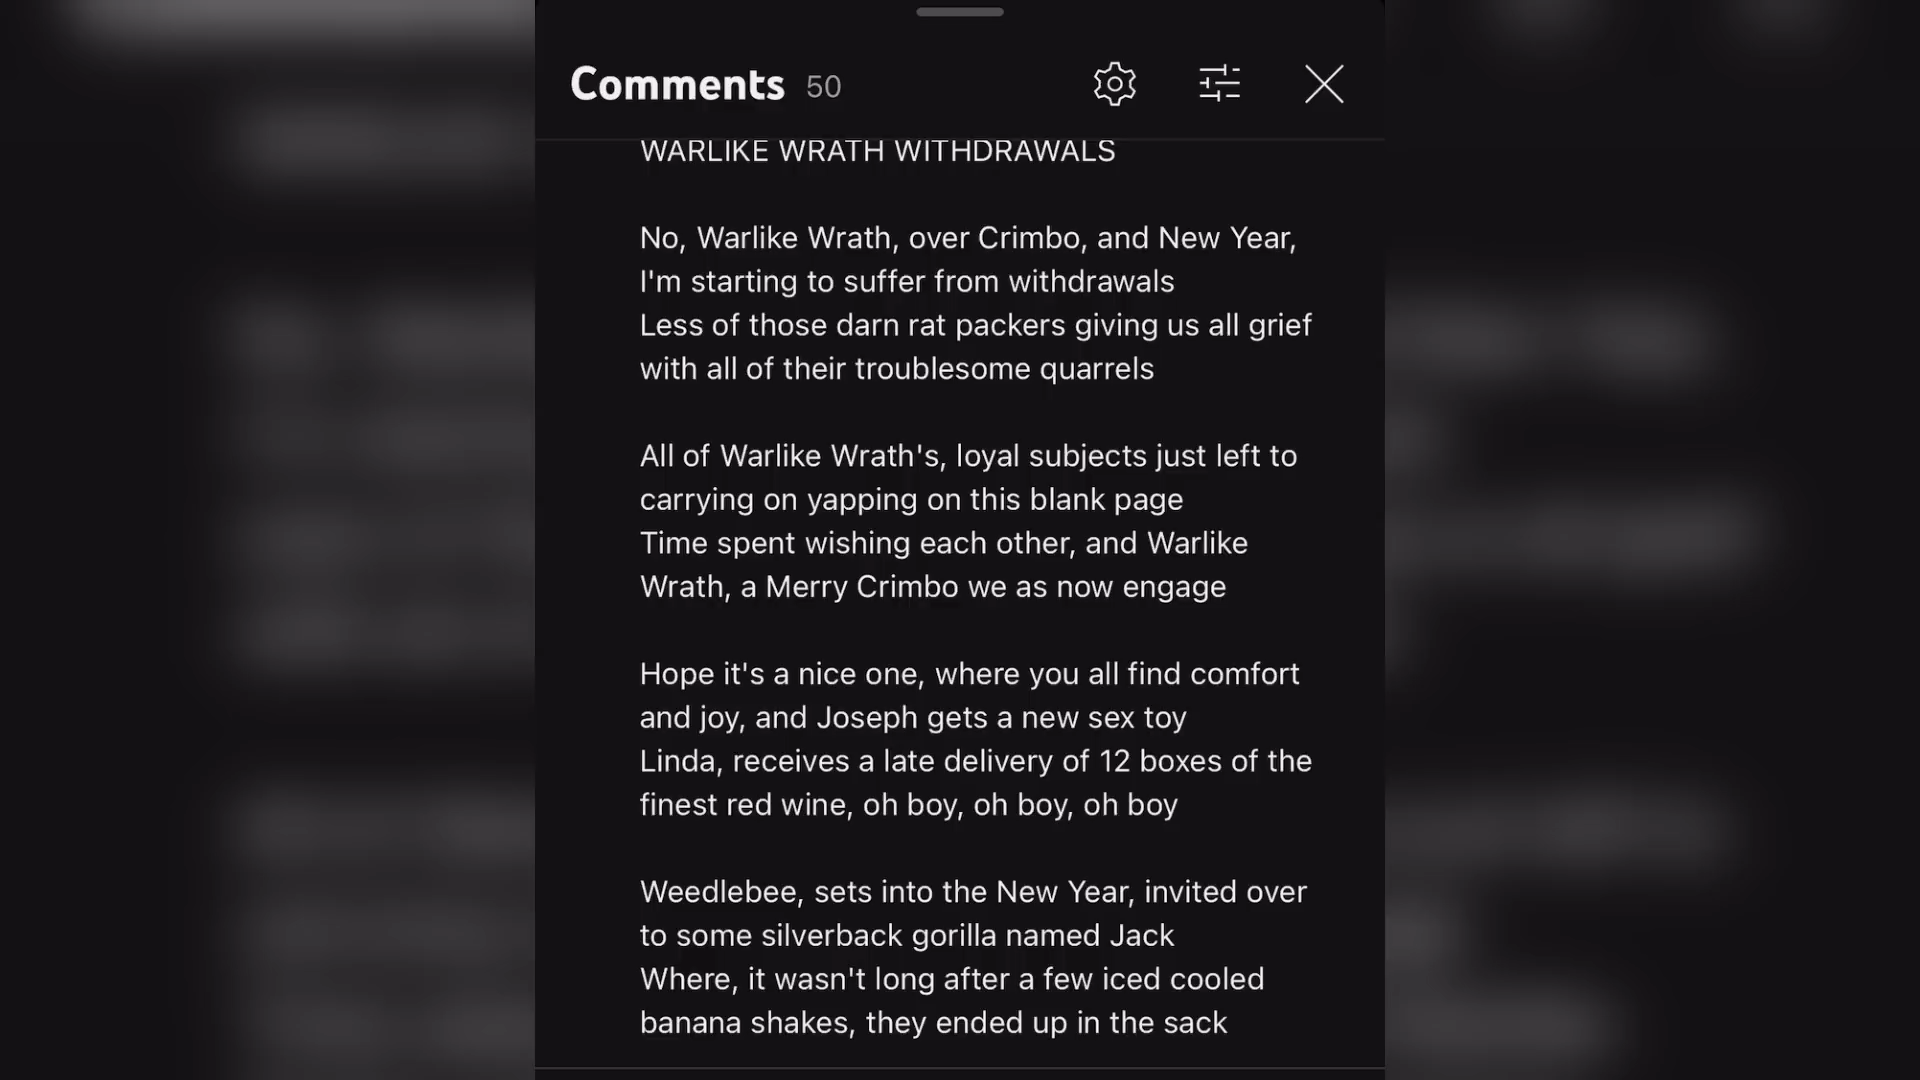 Comments 50
WARLIKE WRATH WITHDRAWALS
No, Warlike Wrath, over Crimbo, and New Year,
I'm starting to suffer from withdrawals
Less of those darn rat packers giving us all grief
with all of their troublesome quarrels
All of Warlike Wrath's, loyal subjects just left to
carrying on yapping on this blank page
Time spent wishing each other, and Warlike
Wrath, a Merry Crimbo we as now engage
Hope it's a nice one, where you all find comfort
and joy, and Joseph gets a new sex toy
Linda, receives a late delivery of 12 boxes of the
finest red wine, oh boy, oh boy, oh boy
Weedlebee, sets into the New Year, invited over
to some silverback gorilla named Jack
Where, it wasn't long after a few iced cooled
banana shakes, they ended up in the sack